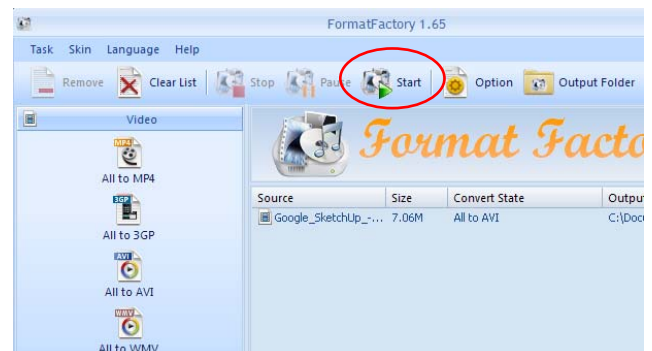 FormatFactory 1.65
Task Skin Language Help
Remove Clear List Stop Pause Start Option Output Folder
Video
Format Facto
MP4
All to MP4
Source Size Convert State Outpu
Google_SketchUp_-... 7.06M All to AVI C:\Docu
3GP
All to 3GP
AVI
All to AVI
WMV
All to WMV